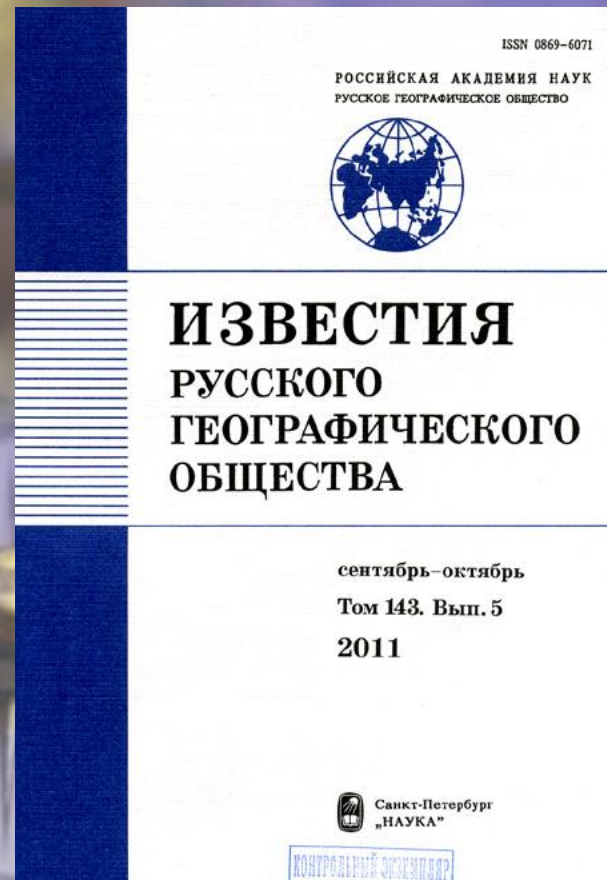 ISSN 0869-6071
РОССИЙСКАЯ АКАДЕМИЯ НАУК
РУССКОЕ ГЕОГРАФИЧЕСКОЕ ОБЩЕСТВО
ИЗВЕСТИЯ
РУССКОГО
ГЕОГРАФИЧЕСКОГО
ОБЩЕСТВА
сентябрь–октябрь
Том 143. Вып. 5
2011
Санкт-Петербург
„НАУКА”
КОНТРОЛЬНЫЙ ЭКЗЕМПЛЯР